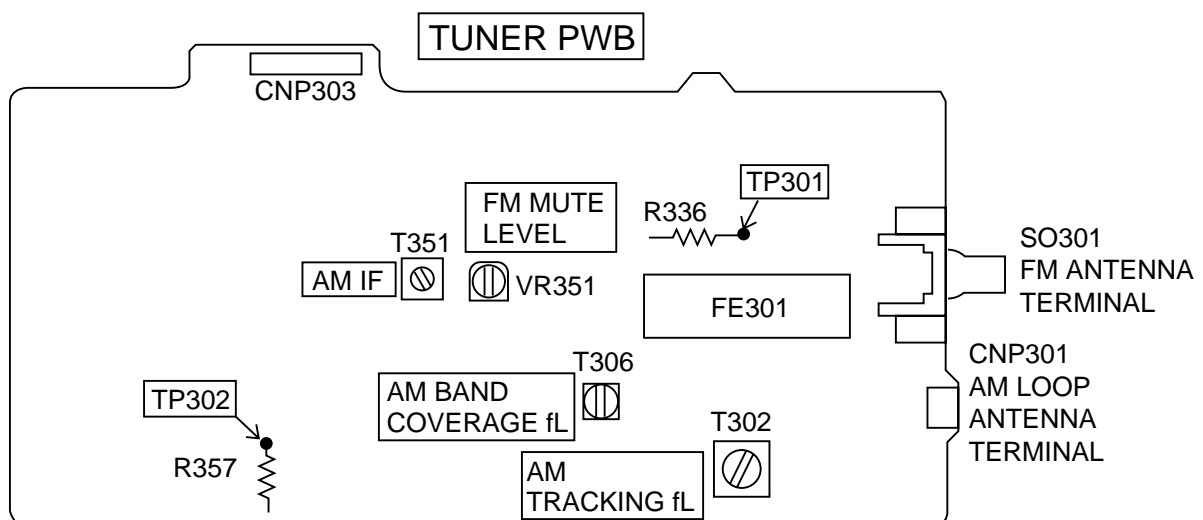 TUNER PWB
CNP303
TP301
FM MUTE
LEVEL
R336
T351
AM IF
VR351
FE301
SO301
FM ANTENNA
TERMINAL
CNP301
AM LOOP
ANTENNA
TERMINAL
T306
AM BAND
COVERAGE fL
TP302
R357
T302
AM
TRACKING fL